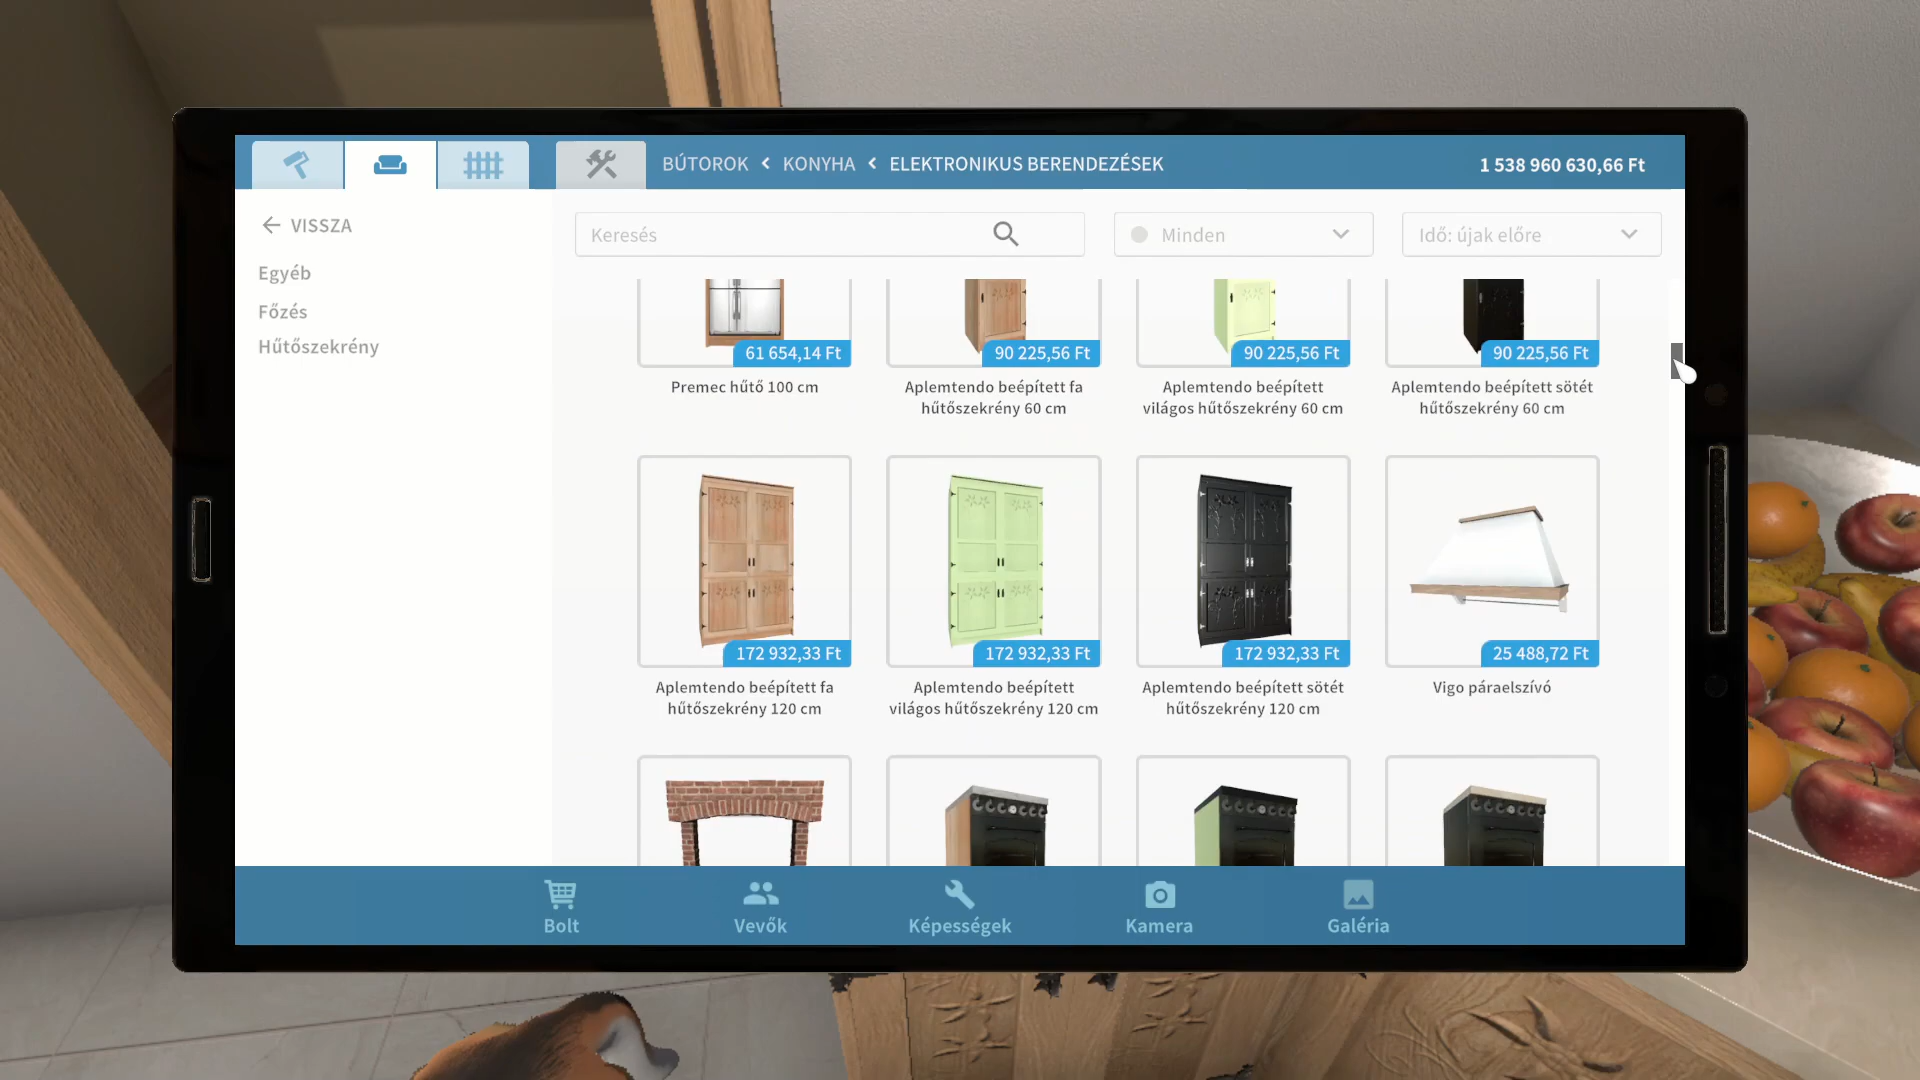 BÚTOROK < KONYHA < ELEKTRONIKUS BERENDEZÉSEK
1 538 960 630,66 Ft
VISSZA
Egyéb
Főzés
Hűtőszekrény
Keresés
Minden
Idő: újak előre
61 654,14 Ft
90 225,56 Ft
90 225,56 Ft
90 225,56 Ft
Premec hűtő 100 cm
Aplemtendo beépített fa
hűtőszekrény 60 cm
Aplemtendo beépített
világos hűtőszekrény 60 cm
Aplemtendo beépített sötét
hűtőszekrény 60 cm
172 932,33 Ft
172 932,33 Ft
172 932,33 Ft
25 488,72 Ft
Aplemtendo beépített fa
hűtőszekrény 120 cm
Aplemtendo beépített
világos hűtőszekrény 120 cm
Aplemtendo beépített sötét
hűtőszekrény 120 cm
Vigo páraelszívó
Bolt
Vevők
Képességek
Kamera
Galéria